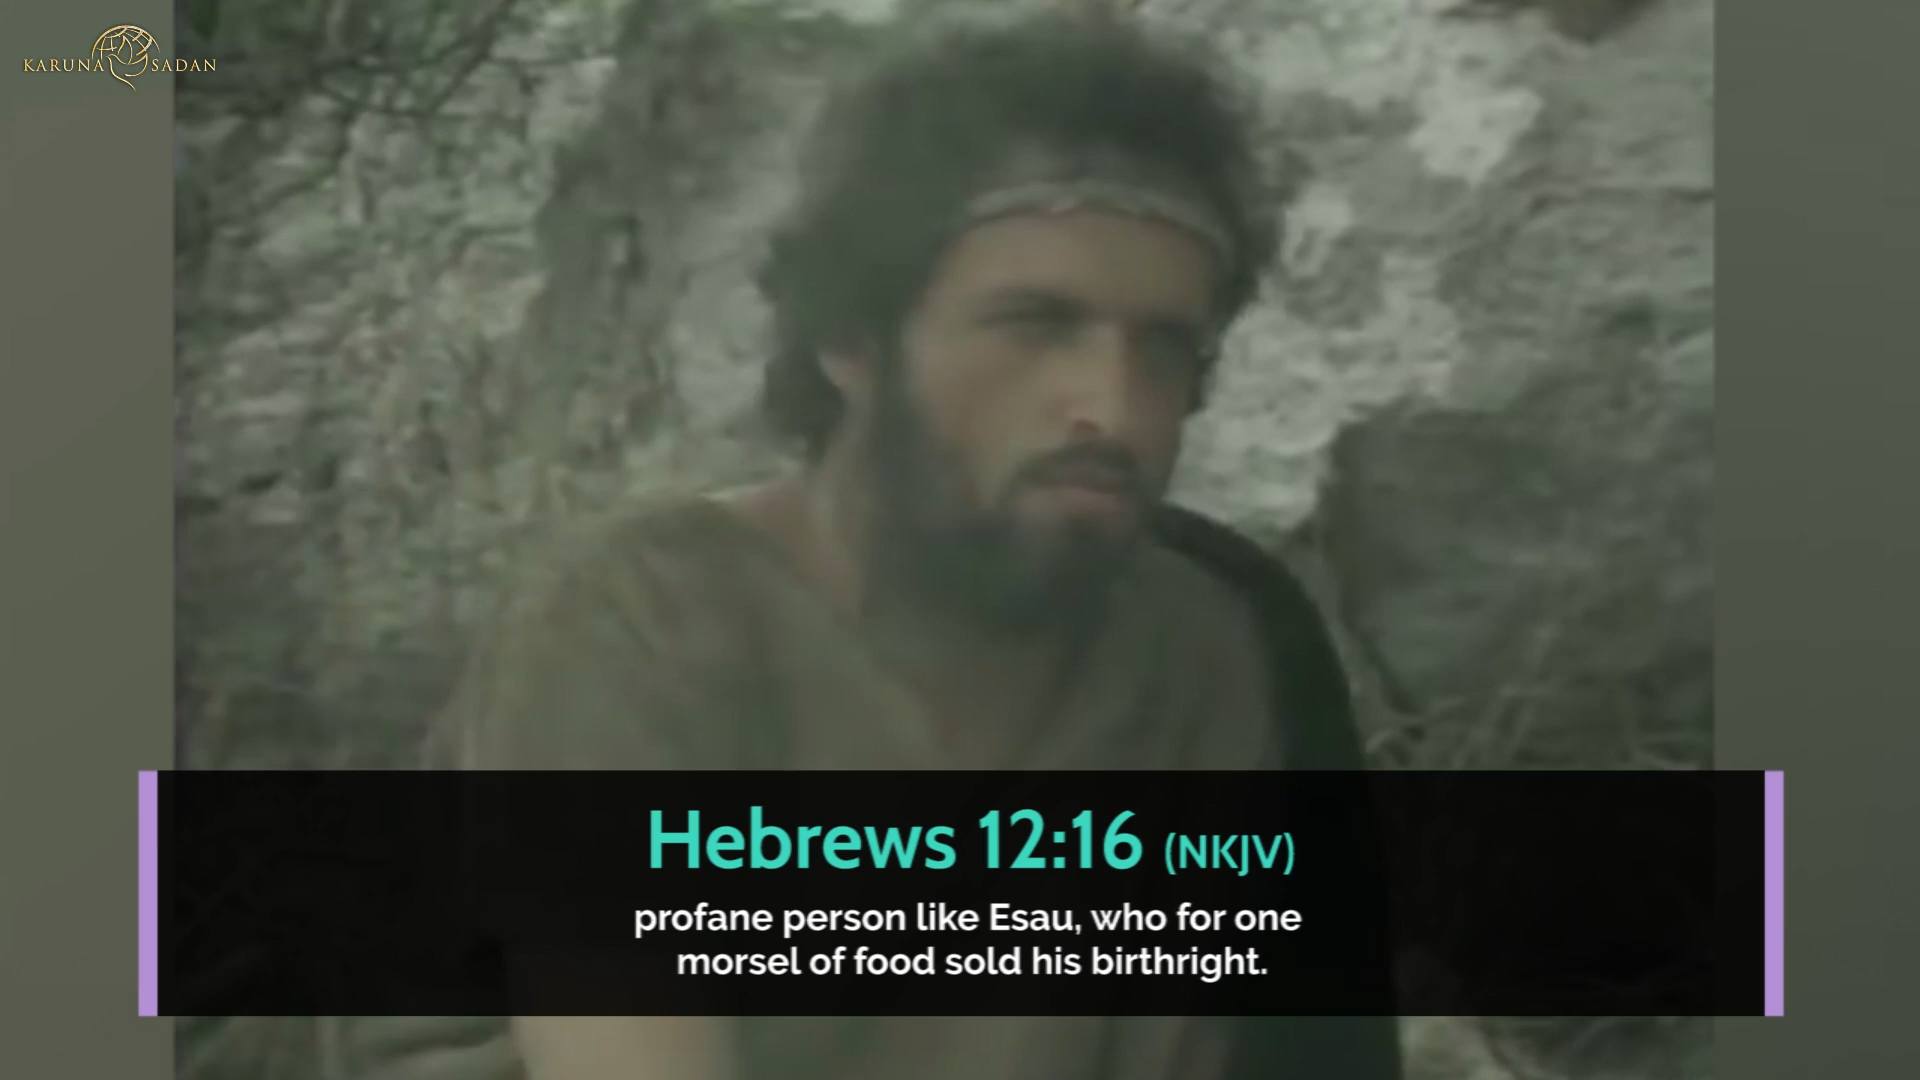 KARUNA SADAN
Hebrews 12:16 (NKJV)
profane person like Esau, who for one
morsel of food sold his birthright.